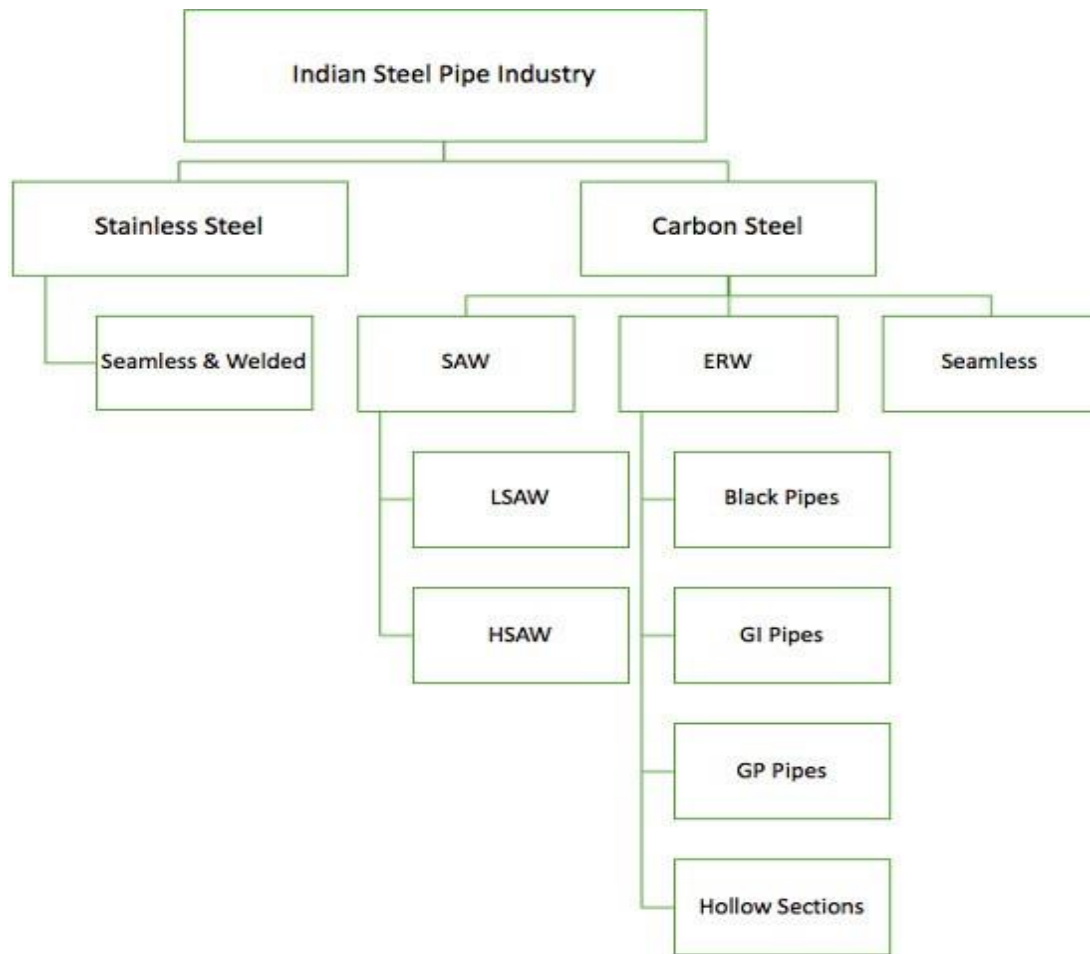 Indian Steel Pipe Industry
Stainless Steel
Carbon Steel
Seamless & Welded
SAW
ERW
Seamless
LSAW
Black Pipes
HSAW
GI Pipes
GP Pipes
Hollow Sections